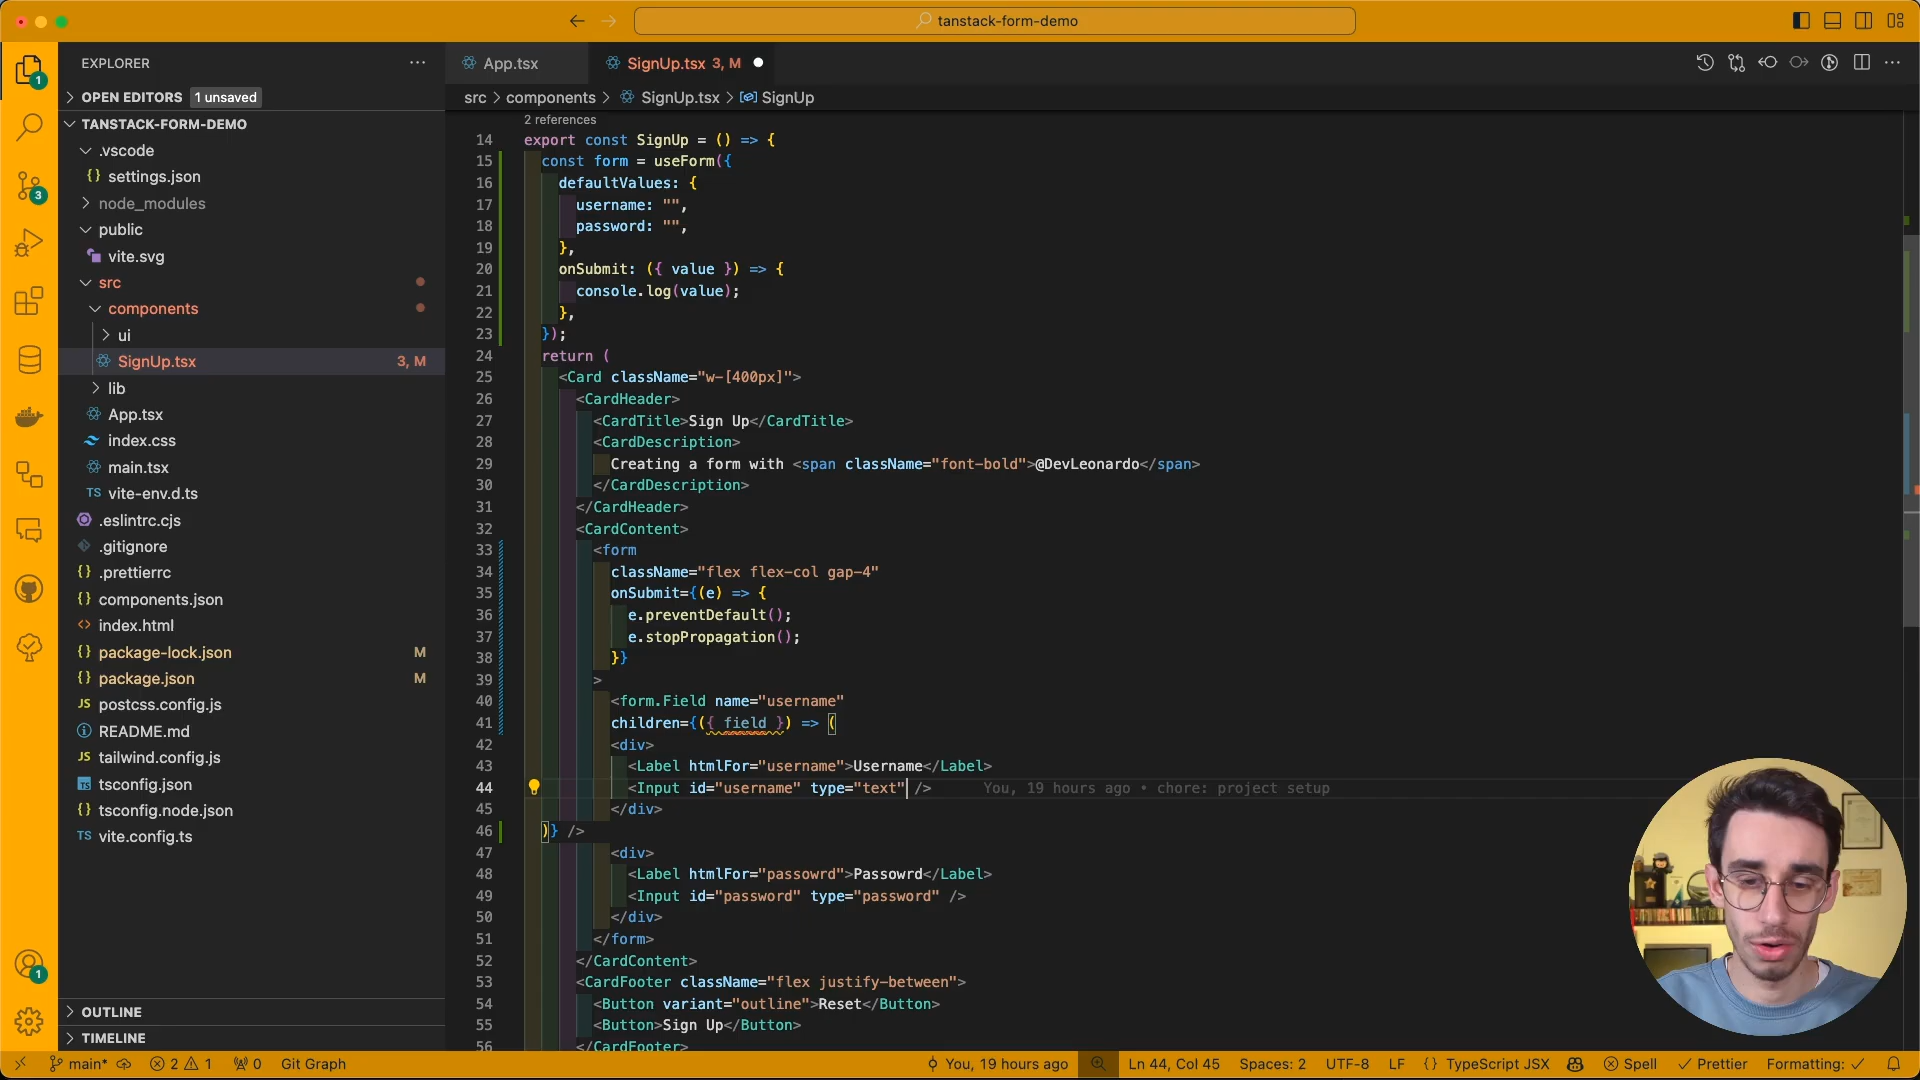 tanstack-form-demo
EXPLORER
OPEN EDITORS 1 unsaved
TANSTACK-FORM-DEMO
.vscode
{} settings.json
node_modules
public
vite.svg
src
components
ui
SignUp.tsx 3, M
lib
App.tsx
index.css
main.tsx
TS vite-env.d.ts
.eslintrc.cjs
.gitignore
{} .prettierrc
{} components.json
<> index.html
{} package-lock.json M
{} package.json M
JS postcss.config.js
README.md
JS tailwind.config.js
tsconfig.json
{} tsconfig.node.json
TS vite.config.ts
OUTLINE
TIMELINE
1
3
1
App.tsx
SignUp.tsx 3, M
src > components > SignUp.tsx > SignUp
2 references
14 export const SignUp = () => {
15 const form = useForm({
16 defaultValues: {
17 username: "",
18 password: "",
19 },
20 onSubmit: ({ value }) => {
21 console.log(value);
22 },
23 });
24 return (
25 <Card className="w-[400px]">
26 <CardHeader>
27 <CardTitle>Sign Up</CardTitle>
28 <CardDescription>
29 Creating a form with <span className="font-bold">@DevLeonardo</span>
30 </CardDescription>
31 </CardHeader>
32 <CardContent>
33 <form
34 className="flex flex-col gap-4"
35 onSubmit={(e) => {
36 e.preventDefault();
37 e.stopPropagation();
38 }}
39 >
40 <form.Field name="username"
41 children={({ field }) => (
42 <div>
43 <Label htmlFor="username">Username</Label>
44 <Input id="username" type="text" /> You, 19 hours ago • chore: project setup
45 </div>
46 )} />
47 <div>
48 <Label htmlFor="passowrd">Passowrd</Label>
49 <Input id="password" type="password" />
50 </div>
51 </form>
52 </CardContent>
53 <CardFooter className="flex justify-between">
54 <Button variant="outline">Reset</Button>
55 <Button>Sign Up</Button>
56 </CardFooter>
main* 2 1 0 Git Graph You, 19 hours ago Ln 44, Col 45 Spaces: 2 UTF-8 LF {} TypeScript JSX Spell Prettier Formatting: ✓